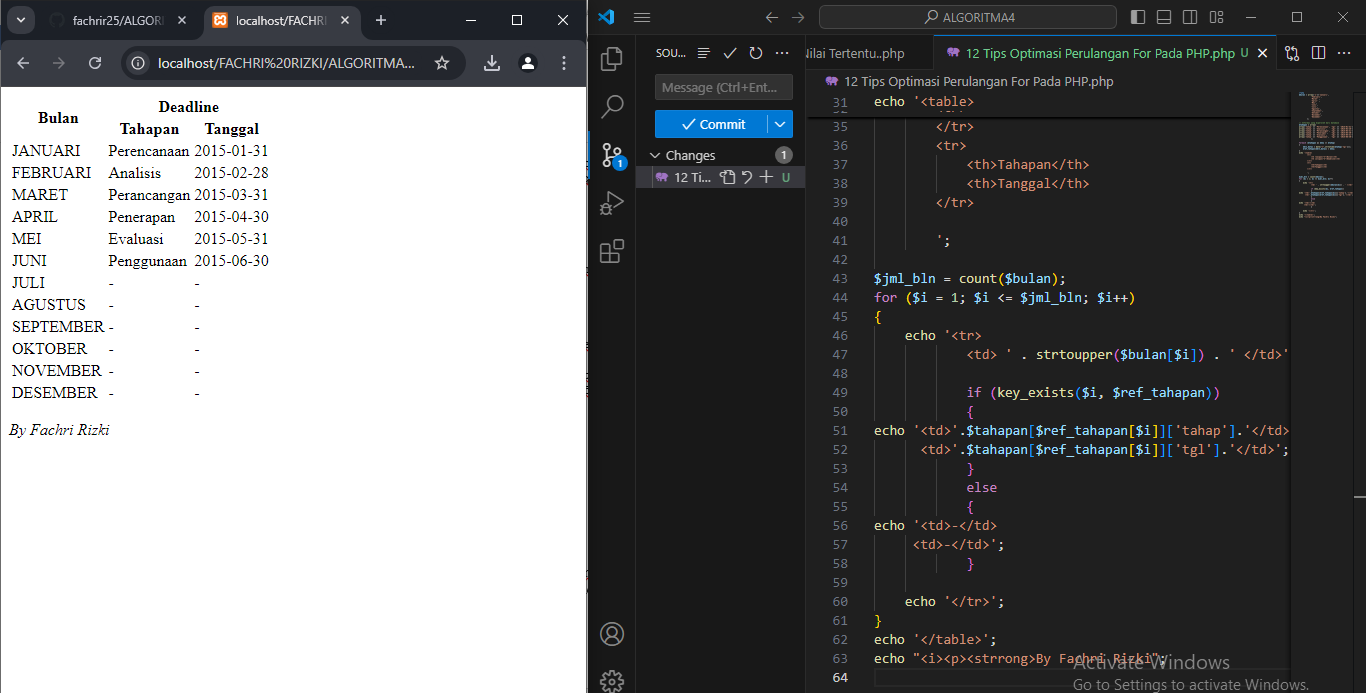 fachrir25/ALGORI
localhost/FACHRI
localhost/FACHRI%20RIZKI/ALGORITMA...
Bulan Deadline
Tahapan Tanggal
JANUARI Perencanaan 2015-01-31
FEBRUARI Analisis 2015-02-28
MARET Perancangan 2015-03-31
APRIL Penerapan 2015-04-30
MEI Evaluasi 2015-05-31
JUNI Penggunaan 2015-06-30
JULI - -
AGUSTUS - -
SEPTEMBER - -
OKTOBER - -
NOVEMBER - -
DESEMBER - -
By Fachri Rizki
ALGORITMA4
SOU...
Message (Ctrl+Ent...
Commit
Changes 1
12 Ti... U
1
Nilai Tertentu..php
12 Tips Optimasi Perulangan For Pada PHP.php U
12 Tips Optimasi Perulangan For Pada PHP.php
31 echo '<table>
35 </tr>
36 <tr>
37 <th>Tahapan</th>
38 <th>Tanggal</th>
39 </tr>
40
41 ';
42
43 $jml_bln = count($bulan);
44 for ($i = 1; $i <= $jml_bln; $i++)
45 {
46 echo '<tr>
47 <td> ' . strtoupper($bulan[$i]) . ' </td>'
48
49 if (key_exists($i, $ref_tahapan))
50 {
51 echo '<td>'.$tahapan[$ref_tahapan[$i]]['tahap'].'</td>
52 <td>'.$tahapan[$ref_tahapan[$i]]['tgl'].'</td>';
53 }
54 else
55 {
56 echo '<td>-</td>
57 <td>-</td>';
58 }
59
60 echo '</tr>';
61 }
62 echo '</table>';
63 echo "<i><p><strrong>By Fachri Rizki";
64
Activate Windows
Go to Settings to activate Windows.